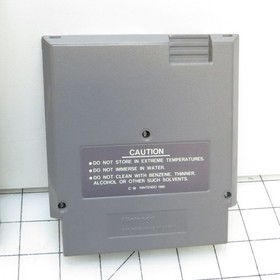 CAUTION
●DO NOT STORE IN EXTREME TEMPERATURES.
●DO NOT IMMERSE IN WATER.
●DO NOT CLEAN WITH BENZENE, THINNER,
ALCOHOL OR OTHER SUCH SOLVENTS.
NINTENDO